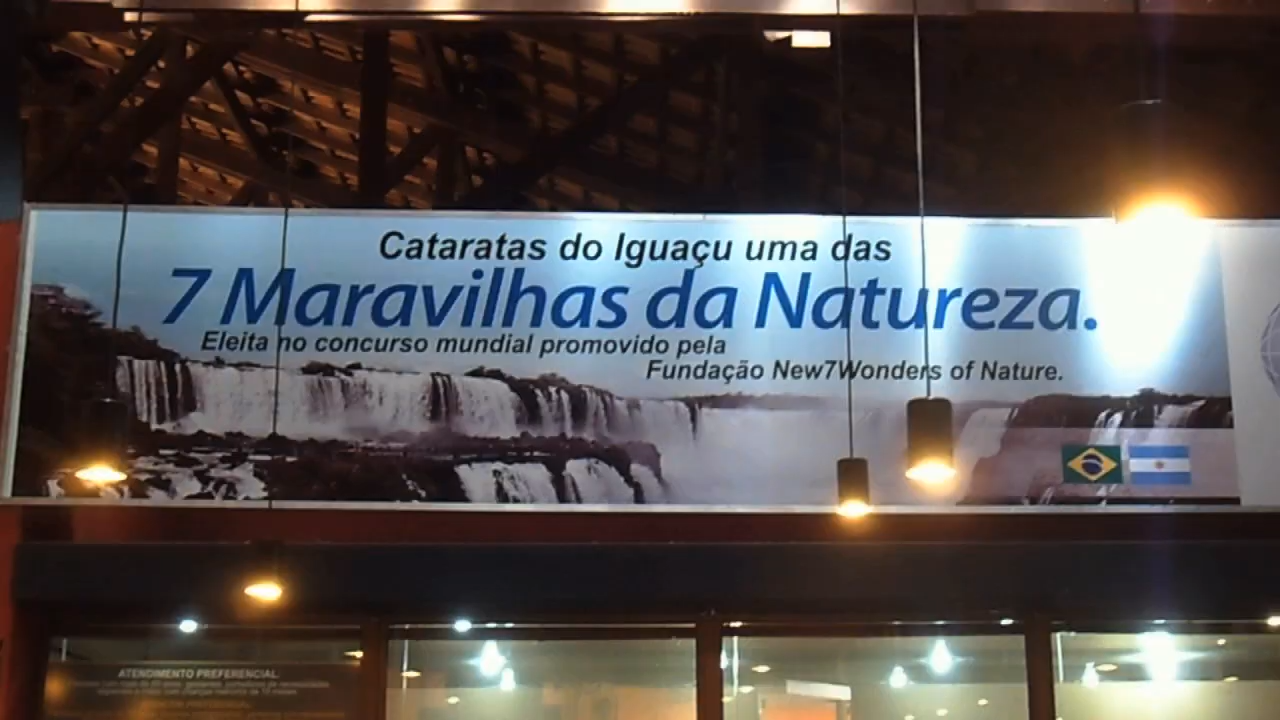 Cataratas do Iguaçu uma das
7 Maravilhas da Natureza.
Eleita no concurso mundial promovido pela
Fundação New7Wonders of Nature.
ATENDIMENTO PREFERENCIAL